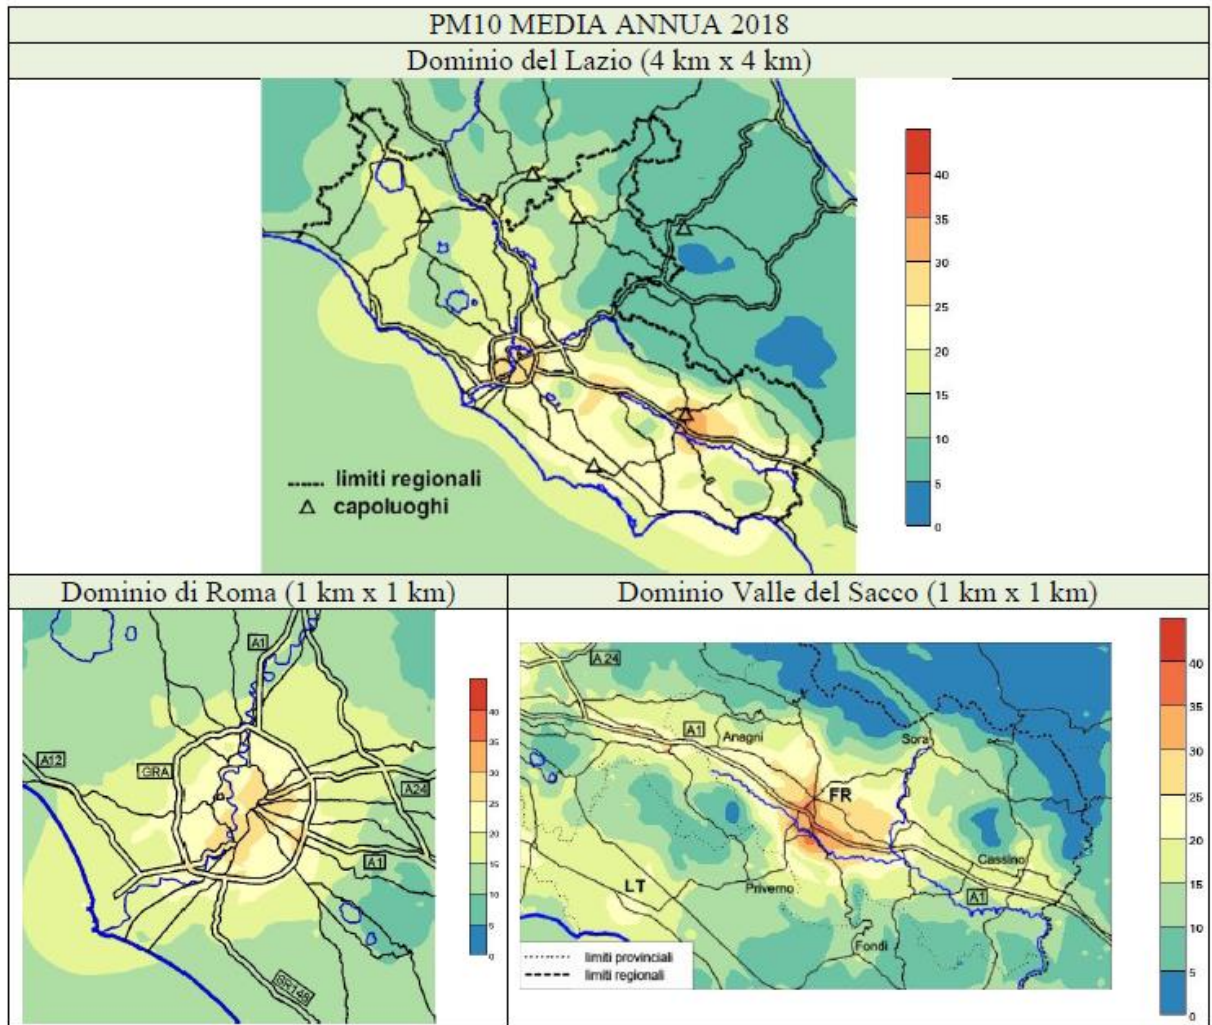 PM10 MEDIA ANNUA 2018
Dominio del Lazio (4 km x 4 km)
40
35
30
25
20
15
10
5
0
limiti regionali
capoluoghi
Dominio di Roma (1 km x 1 km)
A1
A12
GRA
A24
A1
SR148
40
35
30
25
20
15
10
5
0
Dominio Valle del Sacco (1 km x 1 km)
A 24
A1
Anagni
Sora
FR
Cassino
LT
Priverno
A1
Fondi
limiti provinciali
limiti regionali
40
35
30
25
20
15
10
5
0